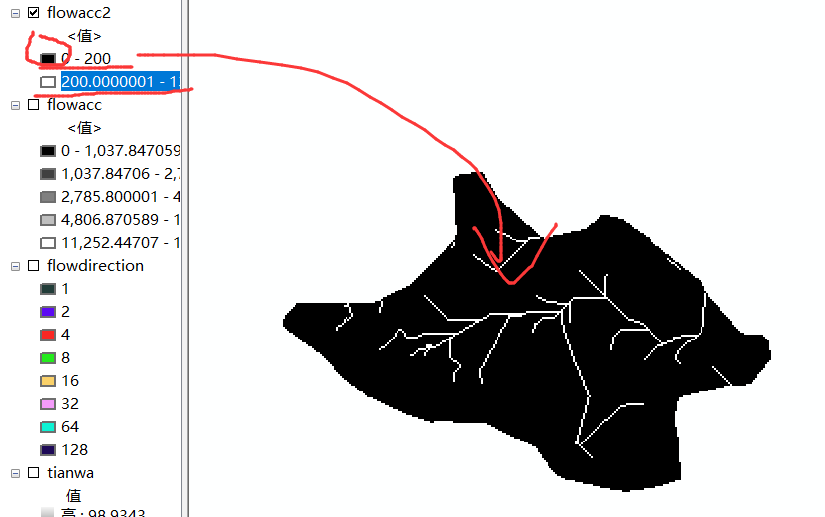 flowacc2
<值>
0 - 200
200.0000001 - 1
flowacc
<值>
0 - 1,037.847059
1,037.84706 - 2,
2,785.800001 - 4
4,806.870589 - 1
11,252.44707 - 1
flowdirection
1
2
4
8
16
32
64
128
tianwa
值
高 : 98.9343